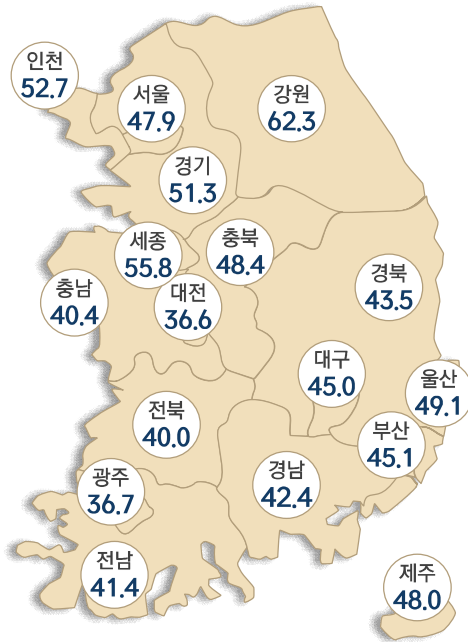 인천
52.7
서울
47.9
강원
62.3
경기
51.3
세종
55.8
충북
48.4
충남
40.4
대전
36.6
경북
43.5
대구
45.0
울산
49.1
전북
40.0
부산
45.1
광주
36.7
경남
42.4
전남
41.4
제주
48.0